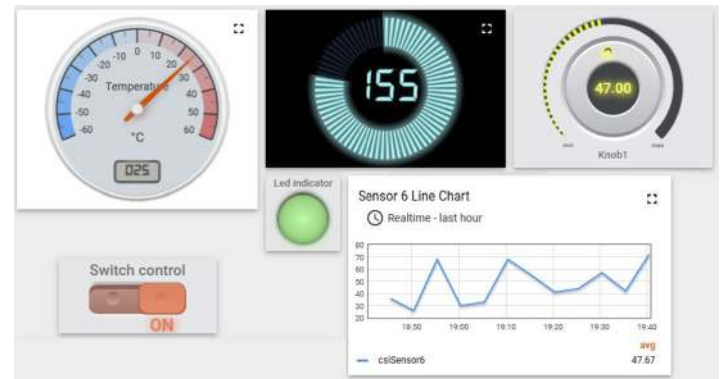 -60
-50
-40
-30
-20
-10
0
10
20
30
40
50
60
Temperature
°C
025
155
47.00
min
max
Knob1
Led indicator
Switch control
ON
Sensor 6 Line Chart
Realtime - last hour
80
70
60
50
40
30
20
18:50
19:00
19:10
19:20
19:30
19:40
avg
csiSensor6
47.67